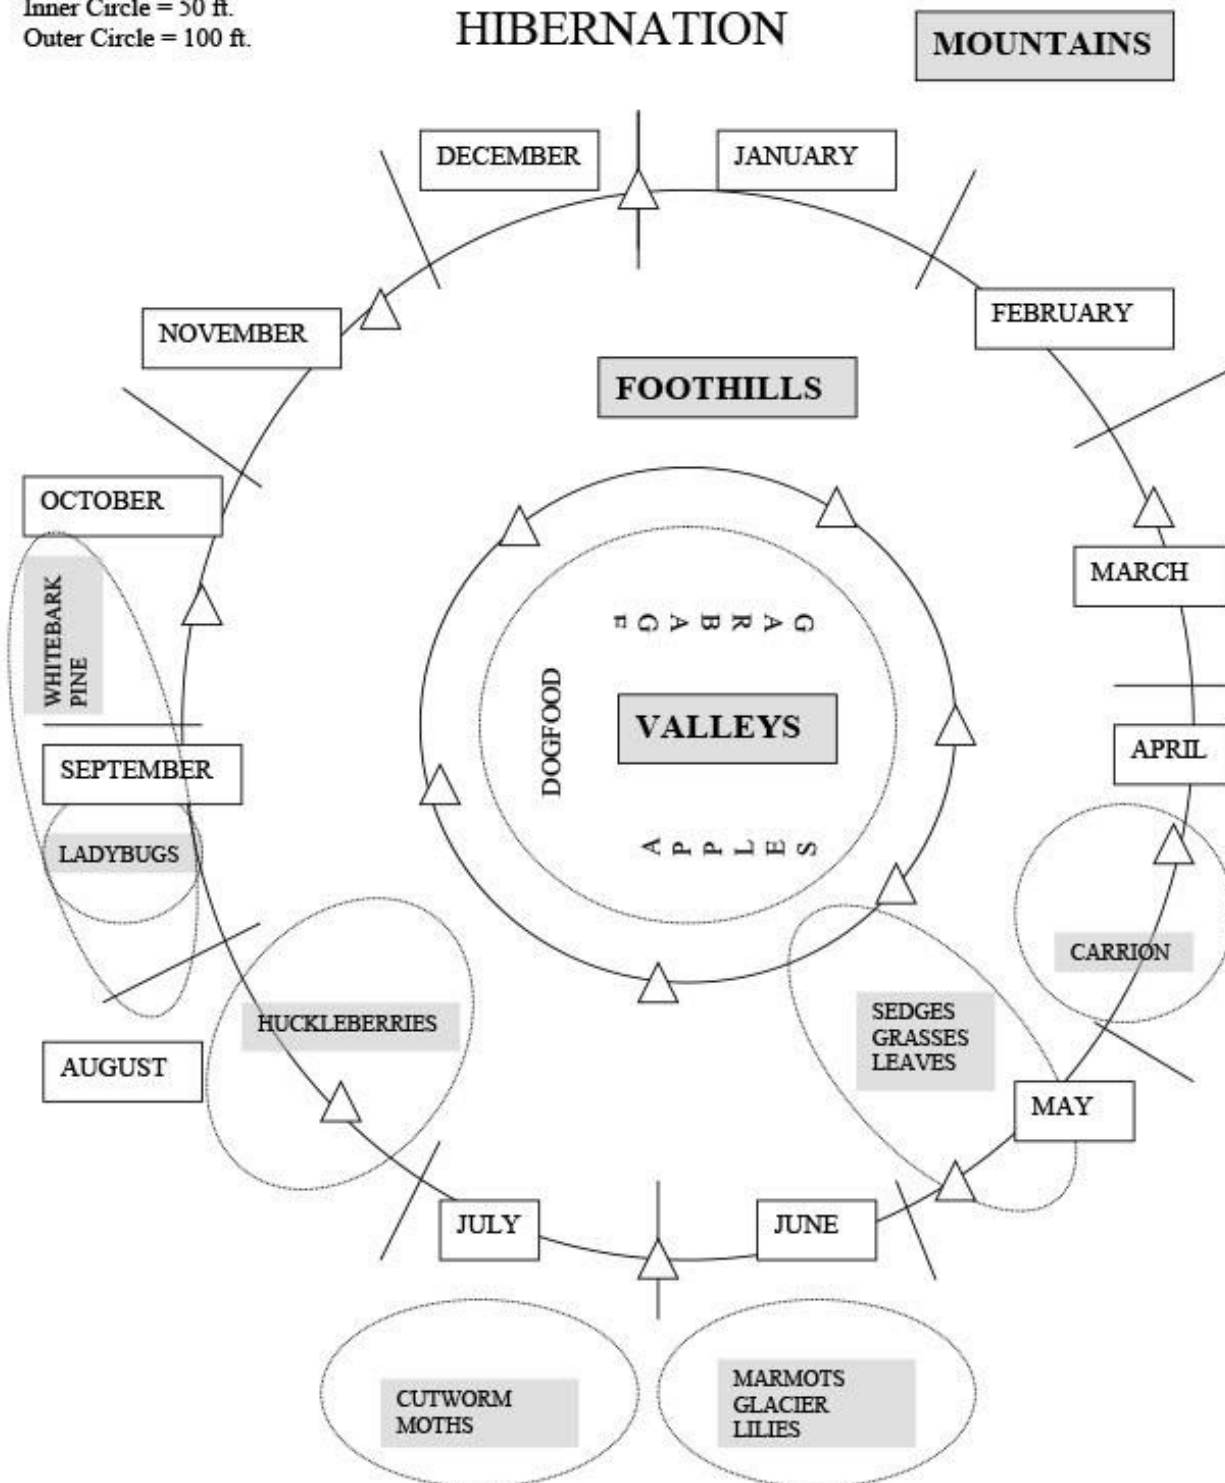 Inner Circle = 50 ft.
Outer Circle = 100 ft.
HIBERNATION
MOUNTAINS
DECEMBER
JANUARY
NOVEMBER
FEBRUARY
FOOTHILLS
OCTOBER
MARCH
WHITEBARK
PINE
GARBAGE
DOGFOOD
VALLEYS
APRIL
SEPTEMBER
APPLES
LADYBUGS
CARRION
HUCKLEBERRIES
SEDGES
GRASSES
LEAVES
AUGUST
MAY
JULY
JUNE
CUTWORM
MOTHS
MARMOTS
GLACIER
LILIES